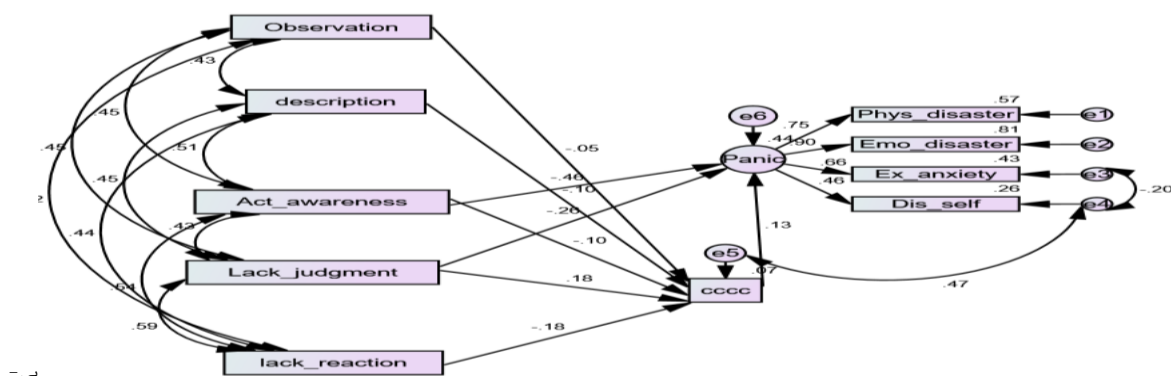 Observation
.43
description
.45
.51
.45
.45
Act_awareness
.43
.44
Lack_judgment
.54
.59
lack_reaction
-.05
-.46
-.10
-.26
-.10
.18
-.18
e6
.75
.57
Phys_disaster
e1
.44
.90
.81
Emo_disaster
e2
Panic
.66
.43
Ex_anxiety
e3
.46
.26
Dis_self
e4
-.20
.13
e5
.07
cccc
.47